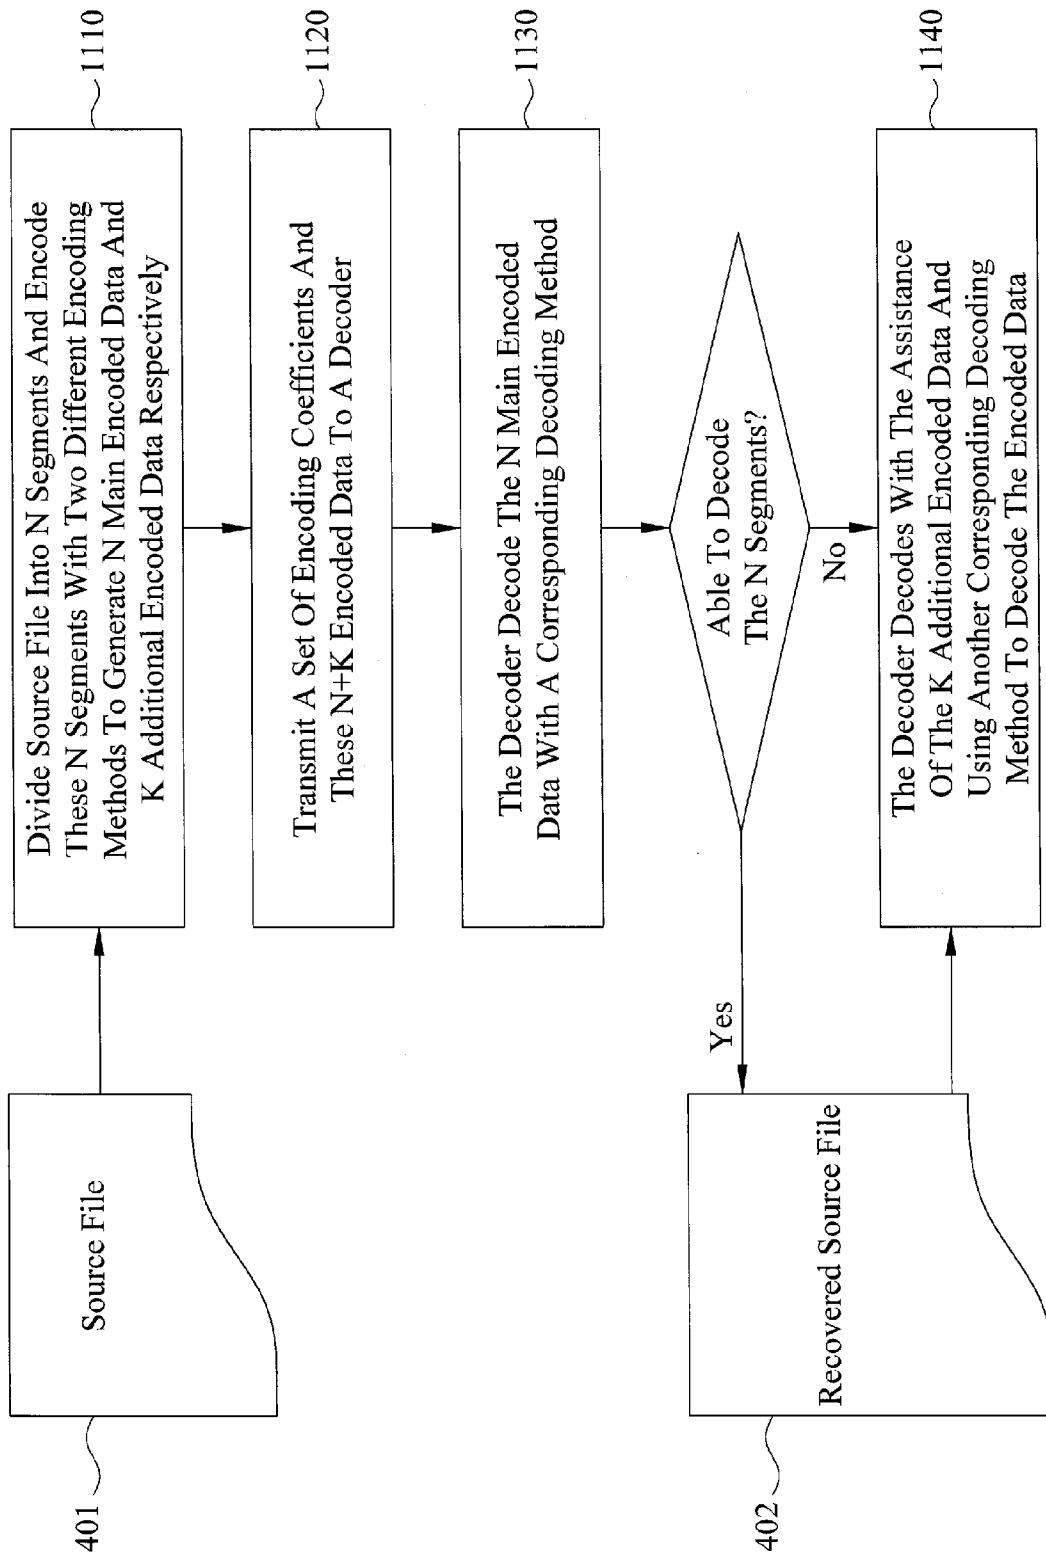 401
Source File
Divide Source File Into N Segments And Encode
These N Segments With Two Different Encoding
Methods To Generate N Main Encoded Data And
K Additional Encoded Data Respectively
1110
Transmit A Set Of Encoding Coefficients And
These N+K Encoded Data To A Decoder
1120
The Decoder Decode The N Main Encoded
Data With A Corresponding Decoding Method
1130
Able To Decode
The N Segments?
Yes
No
402
Recovered Source File
The Decoder Decodes With The Assistance
Of The K Additional Encoded Data And
Using Another Corresponding Decoding
Method To Decode The Encoded Data
1140